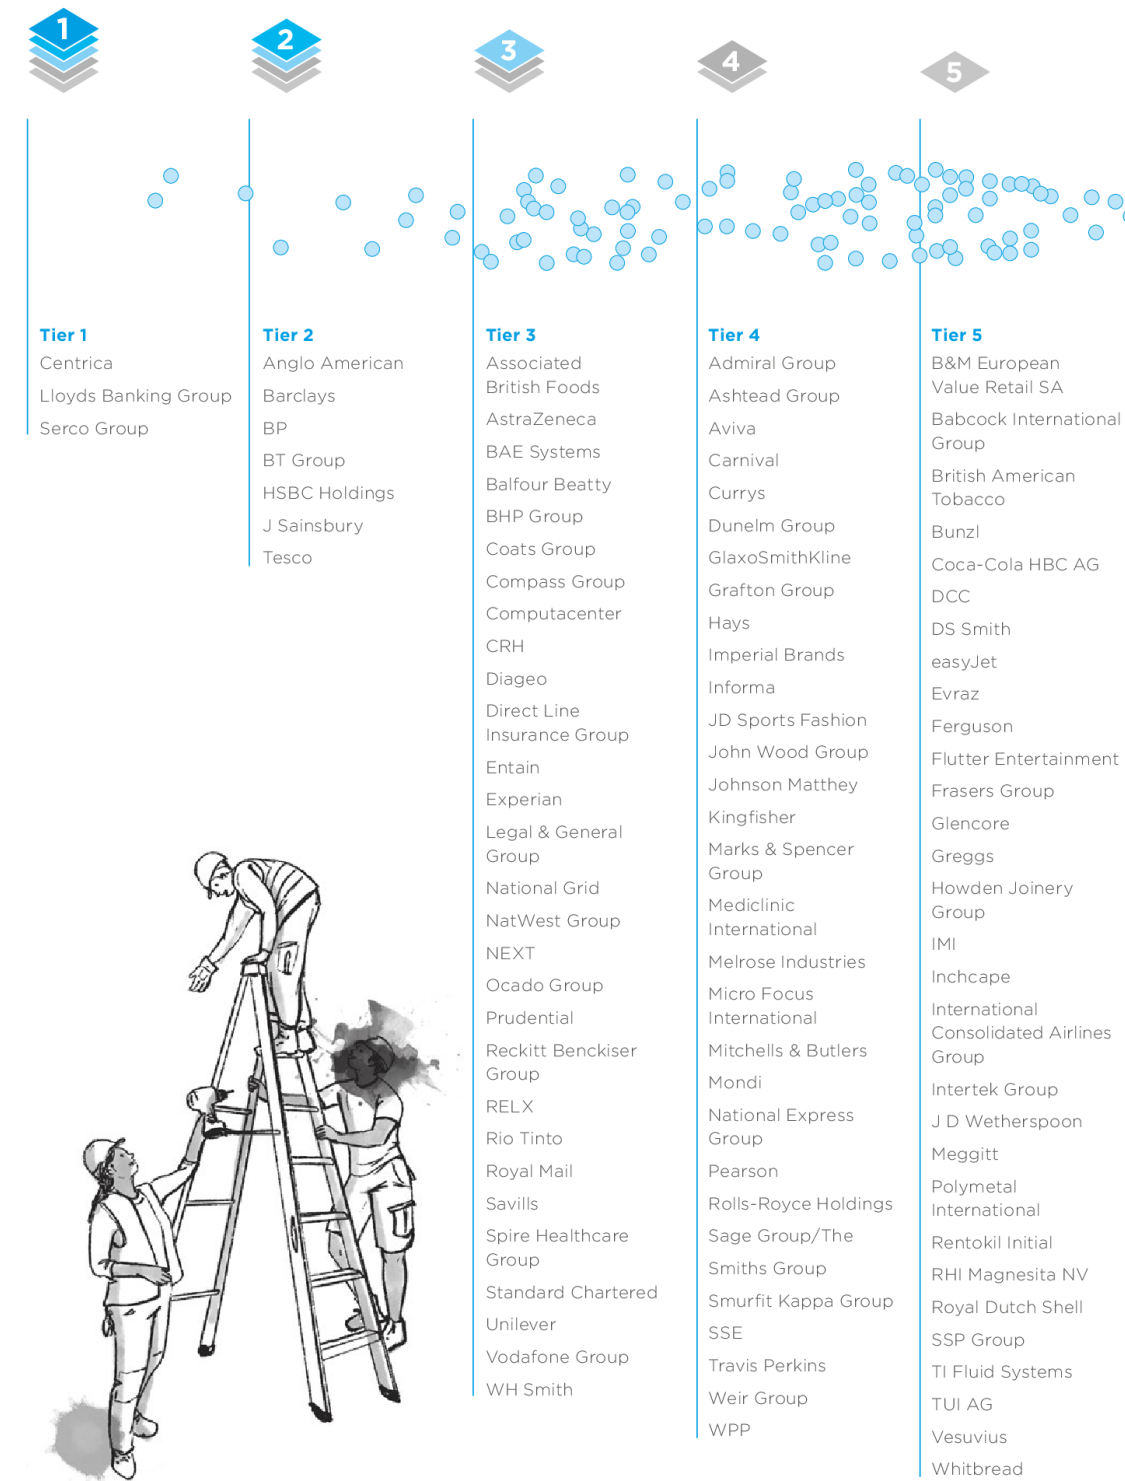 1
2
3
4
5
Tier 1
Centrica
Lloyds Banking Group
Serco Group
Tier 2
Anglo American
Barclays
BP
BT Group
HSBC Holdings
J Sainsbury
Tesco
Tier 3
Associated
British Foods
AstraZeneca
BAE Systems
Balfour Beatty
BHP Group
Coats Group
Compass Group
Computacenter
CRH
Diageo
Direct Line
Insurance Group
Entain
Experian
Legal & General
Group
National Grid
NatWest Group
NEXT
Ocado Group
Prudential
Reckitt Benckiser
Group
RELX
Rio Tinto
Royal Mail
Savills
Spire Healthcare
Group
Standard Chartered
Unilever
Vodafone Group
WH Smith
Tier 4
Admiral Group
Ashtead Group
Aviva
Carnival
Currys
Dunelm Group
GlaxoSmithKline
Grafton Group
Hays
Imperial Brands
Informa
JD Sports Fashion
John Wood Group
Johnson Matthey
Kingfisher
Marks & Spencer
Group
Mediclinic
International
Melrose Industries
Micro Focus
International
Mitchells & Butlers
Mondi
National Express
Group
Pearson
Rolls-Royce Holdings
Sage Group/The
Smiths Group
Smurfit Kappa Group
SSE
Travis Perkins
Weir Group
WPP
Tier 5
B&M European
Value Retail SA
Babcock International
Group
British American
Tobacco
Bunzl
Coca-Cola HBC AG
DCC
DS Smith
easyJet
Evraz
Ferguson
Flutter Entertainment
Frasers Group
Glencore
Greggs
Howden Joinery
Group
IMI
Inchcape
International
Consolidated Airlines
Group
Intertek Group
J D Wetherspoon
Meggitt
Polymetal
International
Rentokil Initial
RHI Magnesita NV
Royal Dutch Shell
SSP Group
TI Fluid Systems
TUI AG
Vesuvius
Whitbread